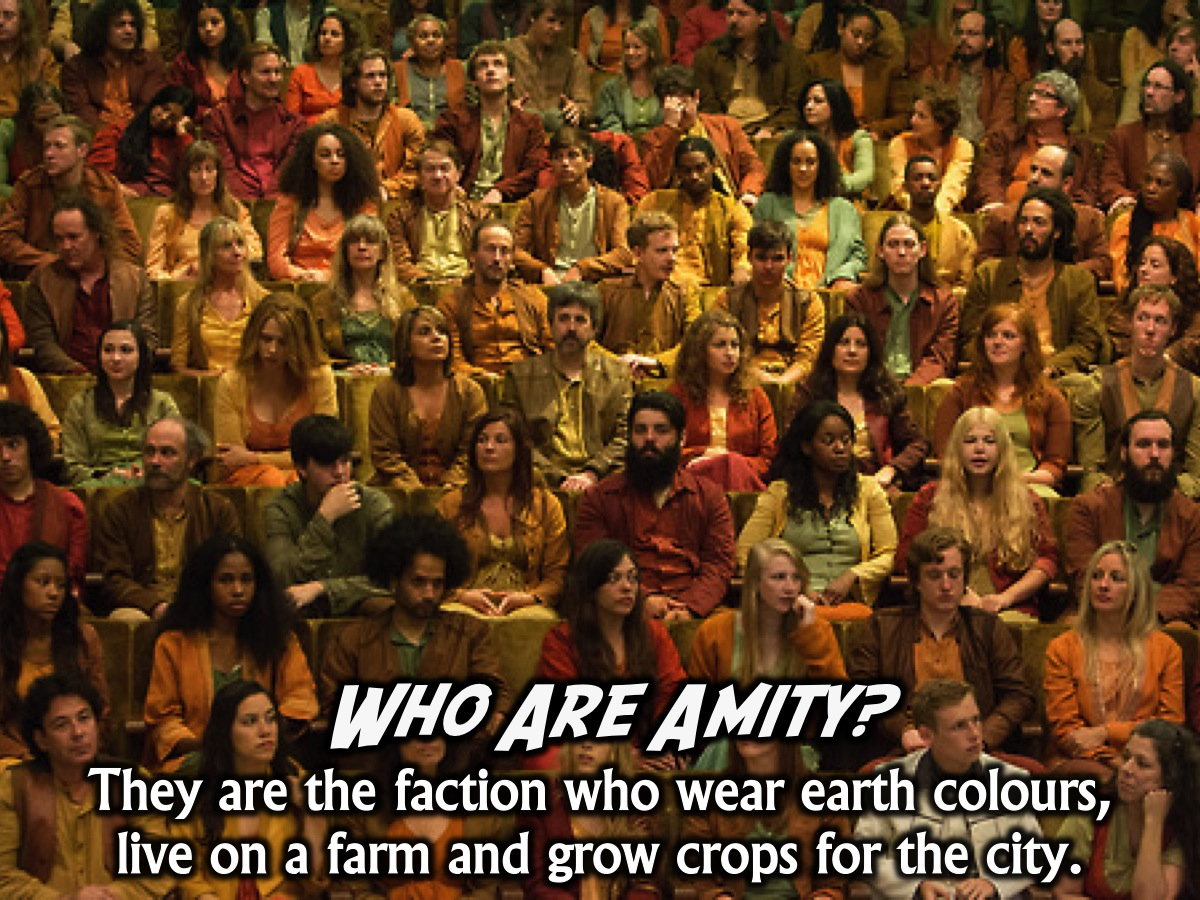 Who Are Amity?
They are the faction who wear earth colours,
live on a farm and grow crops for the city.